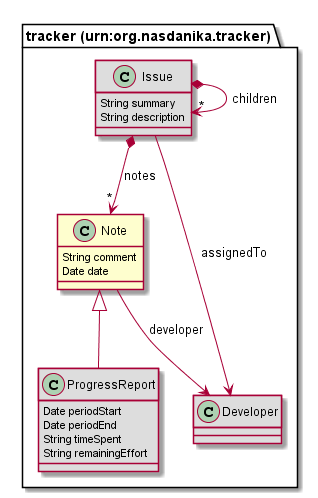 tracker (urn:org.nasdanika.tracker)
C Issue
String summary
String description
children
*
notes
*
C Note
String comment
Date date
assignedTo
developer
C ProgressReport
Date periodStart
Date periodEnd
String timeSpent
String remainingEffort
C Developer